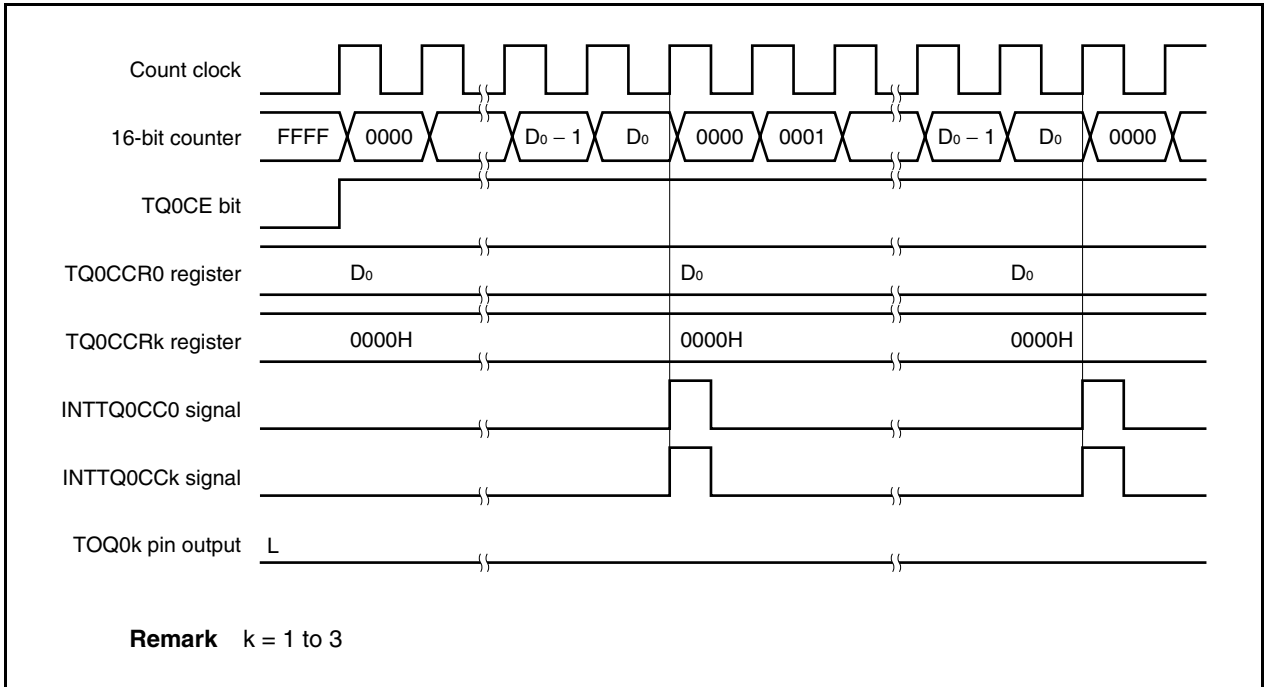 Count clock
16-bit counter FFFF 0000 D0 − 1 D0 0000 0001 D0 − 1 D0 0000
TQ0CE bit
TQ0CCR0 register D0 D0 D0
TQ0CCRk register 0000H 0000H 0000H
INTTQ0CC0 signal
INTTQ0CCk signal
TOQ0k pin output L
Remark k = 1 to 3